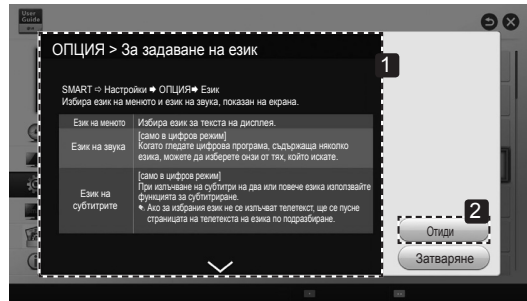 User
Guide
ОПЦИЯ > За задаване на език
1
SMART ⇨ Настройки ➡ ОПЦИЯ➡ Език
Избира език на менюто и език на звука, показан на екрана.
Език на менюто Избира език за текста на дисплея.
Език на звука
[само в цифров режим]
Когато гледате цифрова програма, съдържаща няколко
езика, можете да изберете онзи от тях, който искате.
Език на
субтитрите
[само в цифров режим]
При излъчване на субтитри на два или повече езика използвайте
функцията за субтитриране.
Ако за избрания език не се излъчват телетекст, ще се пусне
страницата на телетекста на езика по подразбиране.
2
Отиди
Затваряне